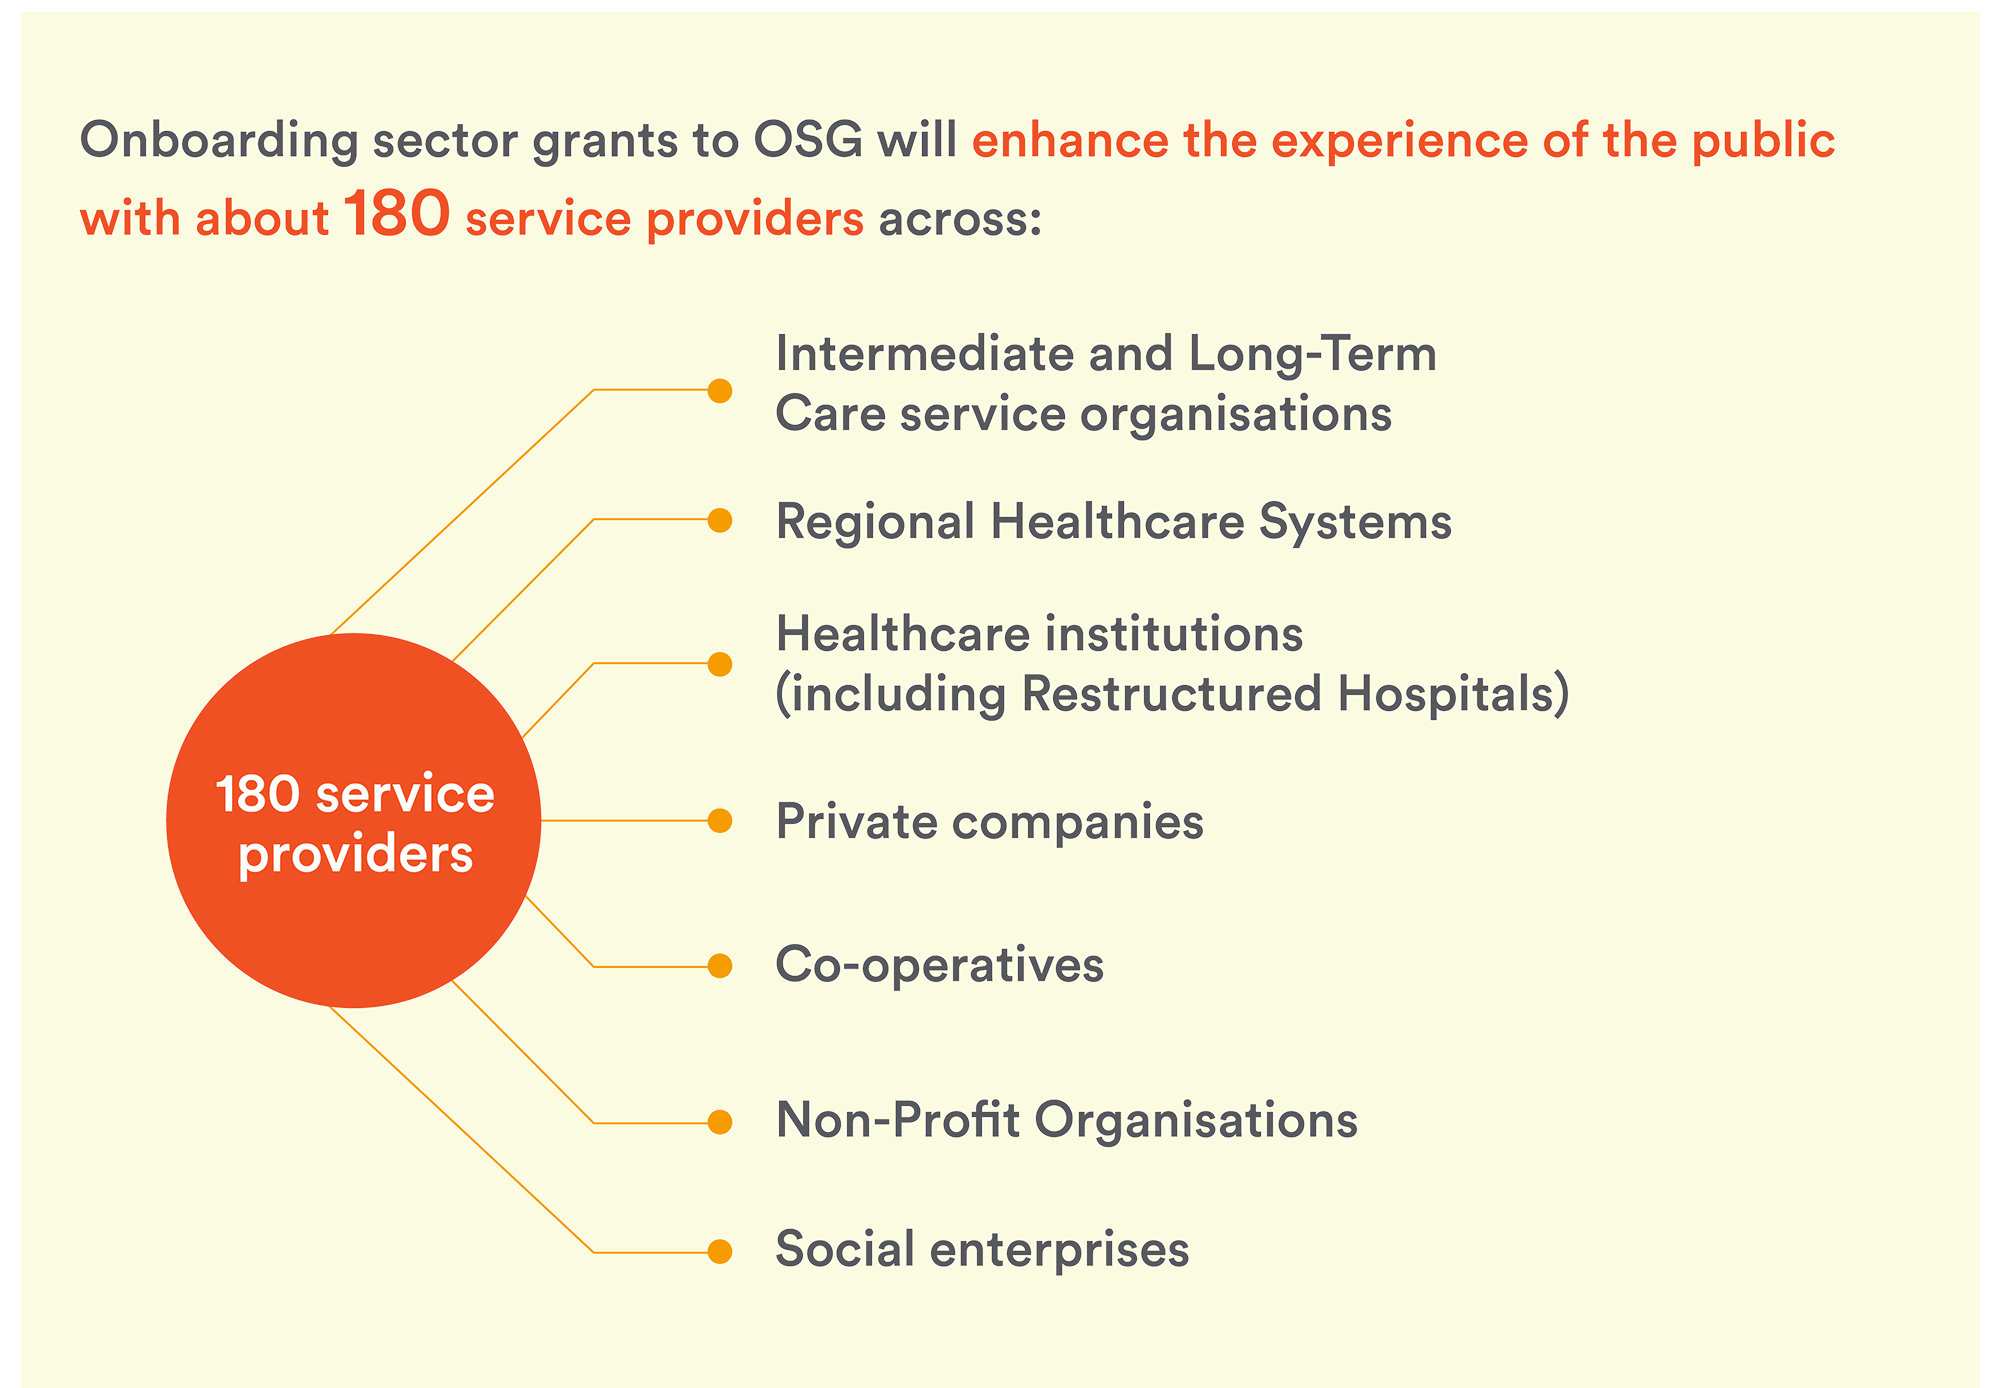 Onboarding sector grants to OSG will enhance the experience of the public
with about 180 service providers across:
Intermediate and Long-Term
Care service organisations
Regional Healthcare Systems
Healthcare institutions
(including Restructured Hospitals)
180 service
providers
Private companies
Co-operatives
Non-Profit Organisations
Social enterprises